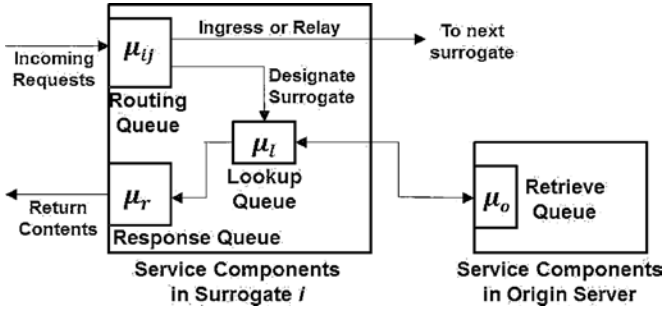 Ingress or Relay
To next
surrogate
Incoming
Requests
μij
Designate
Surrogate
Routing
Queue
μl
Lookup
Queue
μr
Return
Contents
Response Queue
μo
Retrieve
Queue
Service Components
in Surrogate i
Service Components
in Origin Server